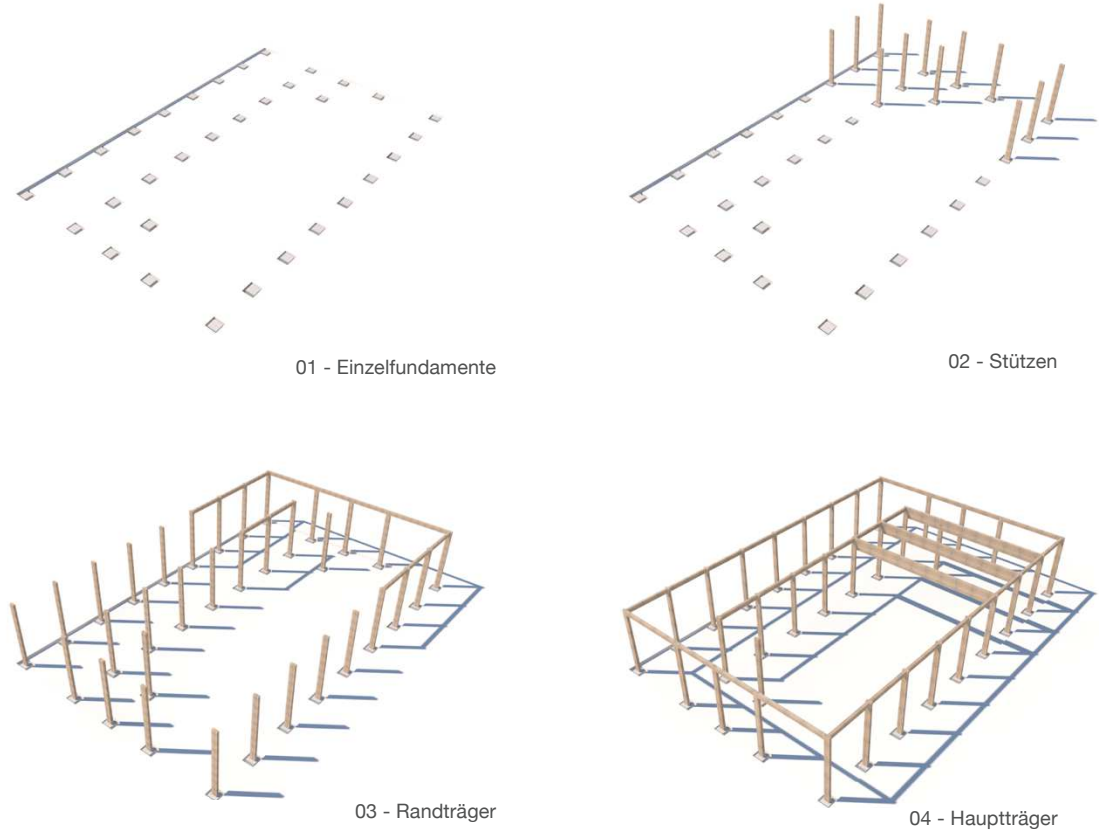 01 - Einzelfundamente
02 - Stützen
03 - Randträger
04 - Hauptträger